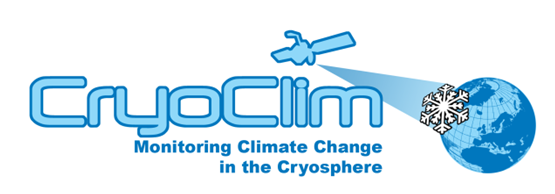 CryoClim
Monitoring Climate Change
in the Cryosphere